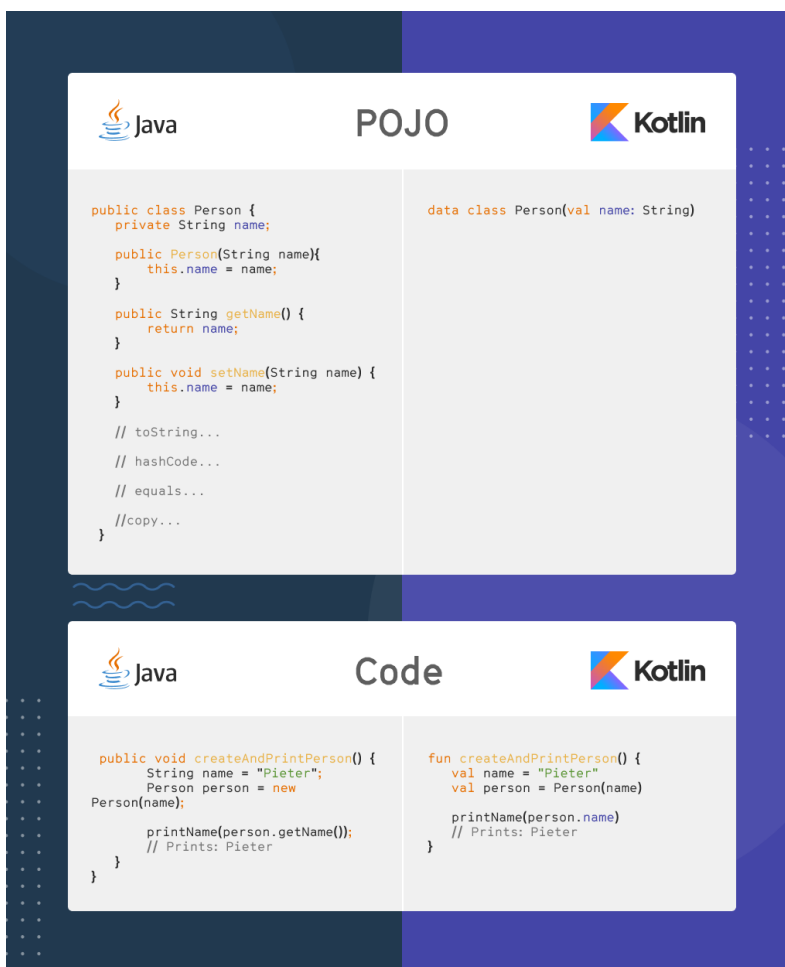 Java
POJO
Kotlin
public class Person {
private String name;
public Person(String name){
this.name = name;
}
public String getName() {
return name;
}
public void setName(String name) {
this.name = name;
}
// toString...
// hashCode...
// equals...
//copy...
}
data class Person(val name: String)
Java
Code
Kotlin
public void createAndPrintPerson() {
String name = "Pieter";
Person person = new
Person(name);
printName(person.getName());
// Prints: Pieter
}
}
fun createAndPrintPerson() {
val name = "Pieter"
val person = Person(name)
printName(person.name)
// Prints: Pieter
}